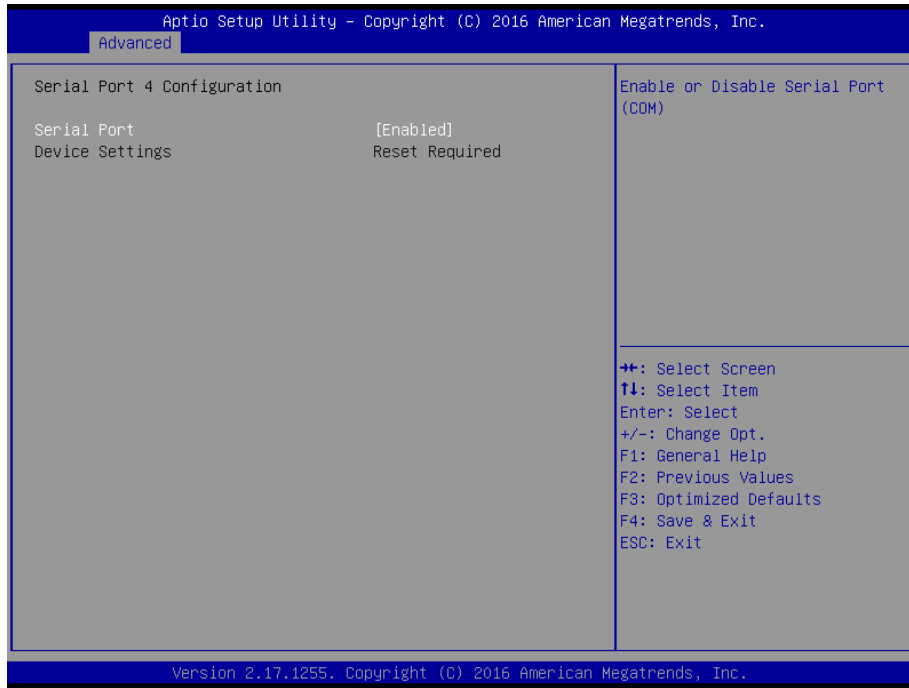 Aptio Setup Utility – Copyright (C) 2016 American Megatrends, Inc.
Advanced
Serial Port 4 Configuration
Serial Port [Enabled]
Device Settings Reset Required
Enable or Disable Serial Port
(COM)
→←: Select Screen
↑↓: Select Item
Enter: Select
+/-: Change Opt.
F1: General Help
F2: Previous Values
F3: Optimized Defaults
F4: Save & Exit
ESC: Exit
Version 2.17.1255. Copyright (C) 2016 American Megatrends, Inc.